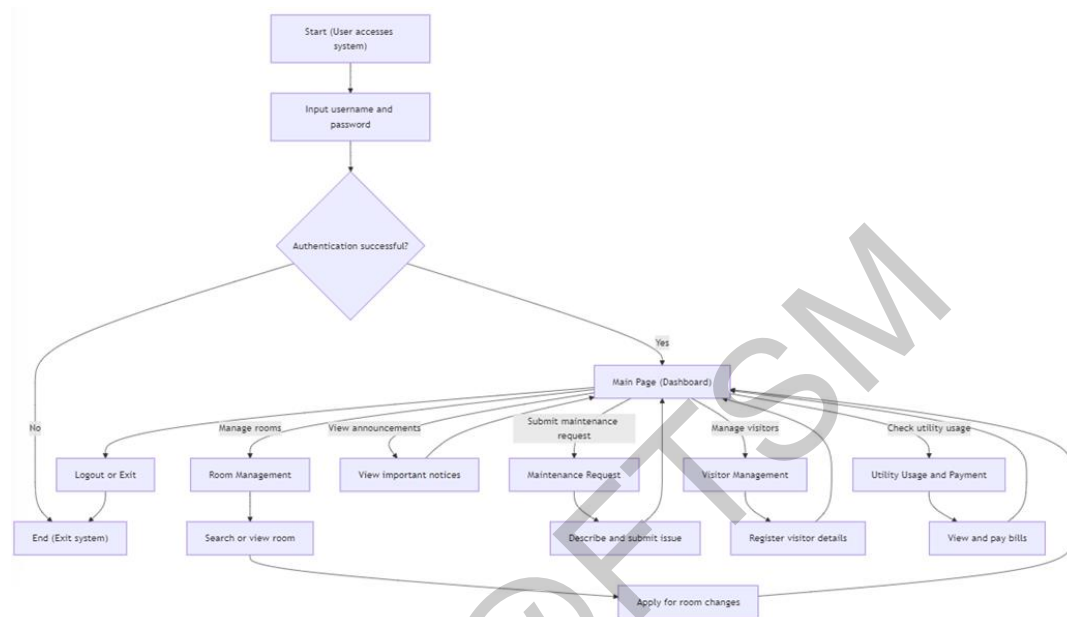 Start (User accesses
system)
Input username and
password
Authentication successful?
Yes
Main Page (Dashboard)
No
Manage rooms
View announcements
Submit maintenance
request
Manage visitors
Check utility usage
Logout or Exit
Room Management
View important notices
Maintenance Request
Visitor Management
Utility Usage and Payment
End (Exit system)
Search or view room
Describe and submit issue
Register visitor details
View and pay bills
Apply for room changes
@FTSM